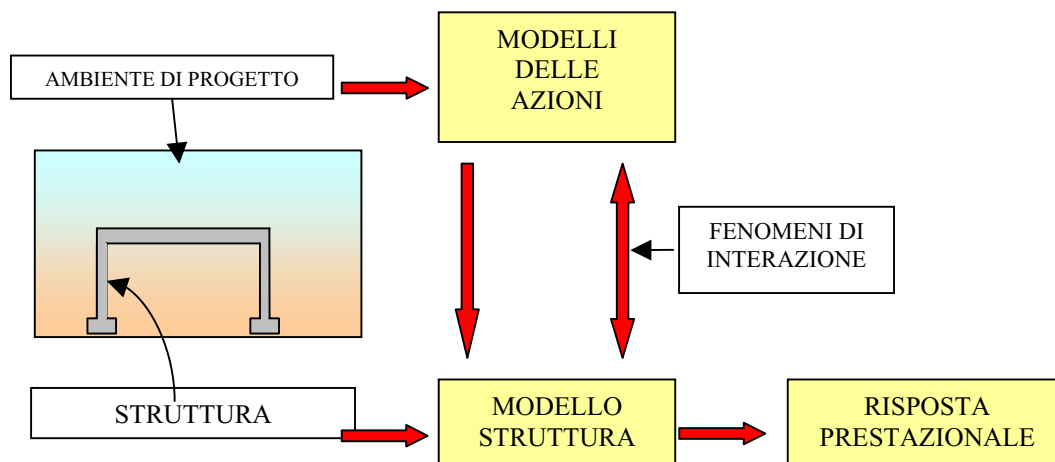 MODELLI
DELLE
AZIONI
AMBIENTE DI PROGETTO
FENOMENI DI
INTERAZIONE
STRUTTURA
MODELLO
STRUTTURA
RISPOSTA
PRESTAZIONALE